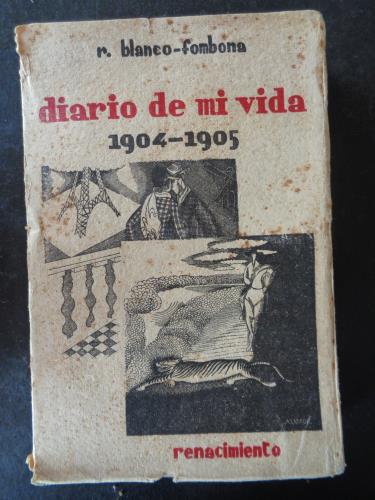 r. blanco-fombona
diario de mi vida
1904-1905
renacimiento